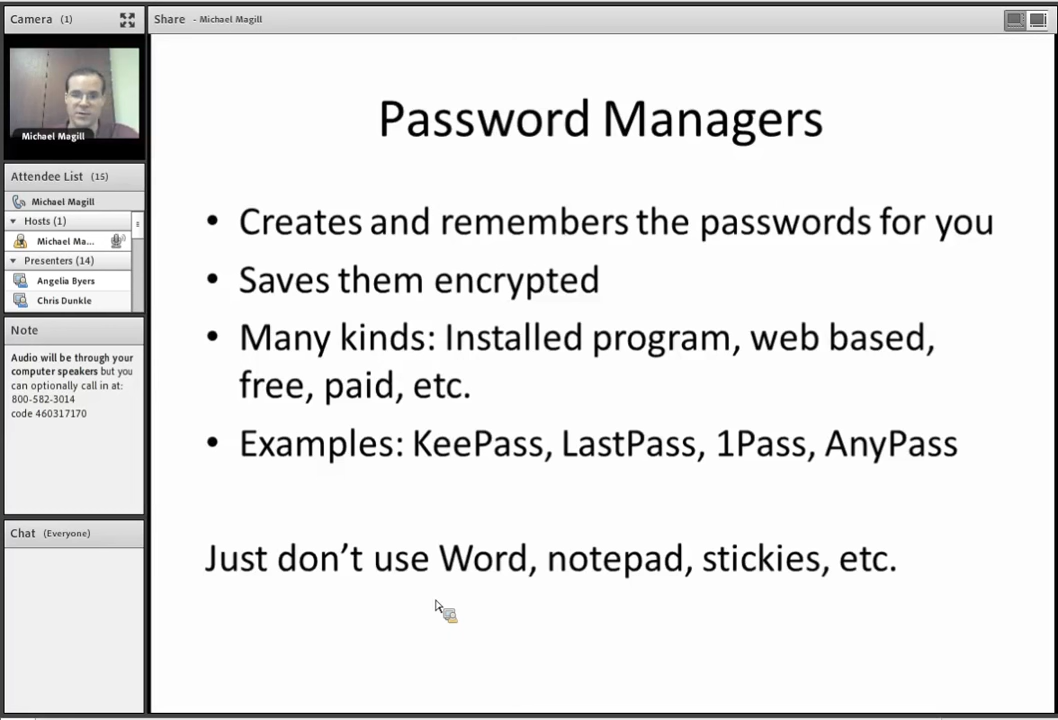 Camera (1)
Share - Michael Magill
Michael Magill
Attendee List (15)
Michael Magill
Hosts (1)
Michael Ma...
Presenters (14)
Angelia Byers
Chris Dunkle
Note
Audio will be through your
computer speakers but you
can optionally call in at:
800-582-3014
code 460317170
Chat (Everyone)
Password Managers
• Creates and remembers the passwords for you
• Saves them encrypted
• Many kinds: Installed program, web based,
free, paid, etc.
• Examples: KeePass, LastPass, 1Pass, AnyPass
Just don’t use Word, notepad, stickies, etc.